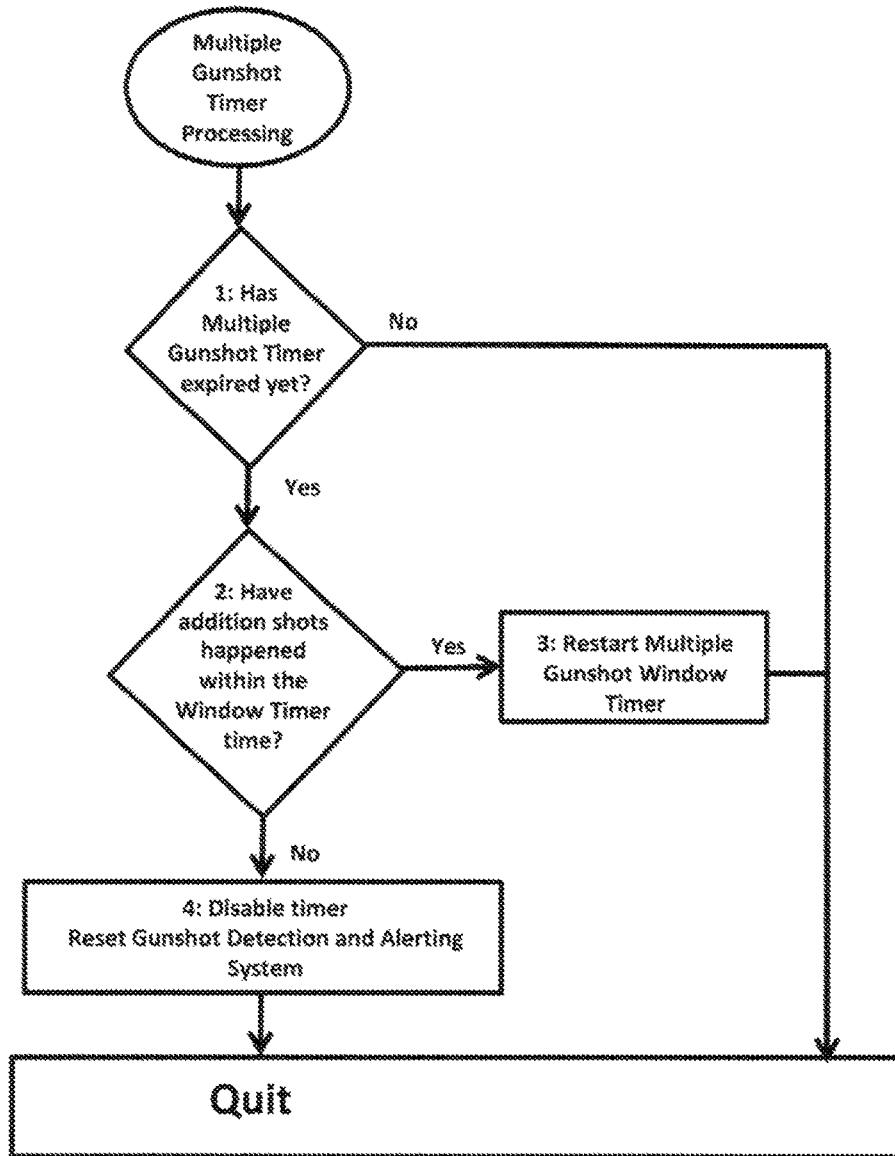 Multiple
Gunshot
Timer
Processing
1: Has
Multiple
Gunshot Timer
expired yet?
No
Yes
2: Have
addition shots
happened
within the
Window Timer
time?
Yes
3: Restart Multiple
Gunshot Window
Timer
No
4: Disable timer
Reset Gunshot Detection and Alerting
System
Quit